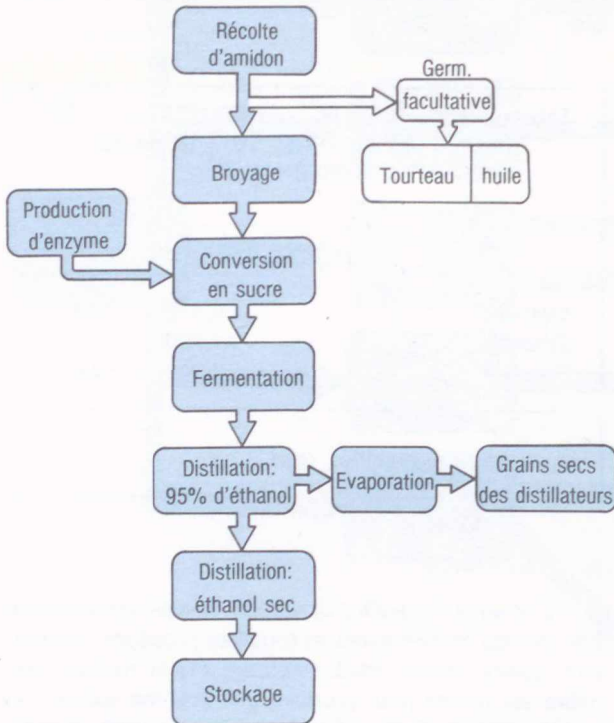 Récolte
d'amidon
Germ.
facultative
Tourteau
huile
Broyage
Production
d'enzyme
Conversion
en sucre
Fermentation
Distillation:
95% d'éthanol
Evaporation
Grains secs
des distillateurs
Distillation:
éthanol sec
Stockage